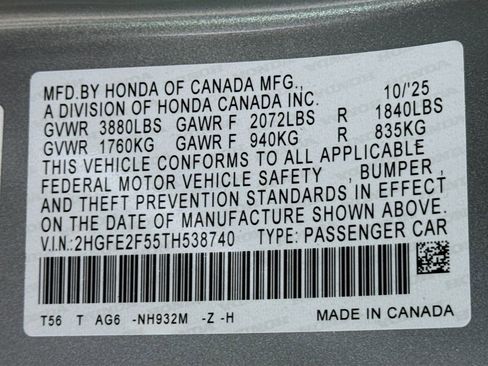 MFD.BY HONDA OF CANADA MFG., 10/'25
A DIVISION OF HONDA CANADA INC.
GVWR 3880LBS GAWR F 2072LBS R 1840LBS
GVWR 1760KG GAWR F 940KG R 835KG
THIS VEHICLE CONFORMS TO ALL APPLICABLE
FEDERAL MOTOR VEHICLE SAFETY , BUMPER ,
AND THEFT PREVENTION STANDARDS IN EFFECT
ON THE DATE OF MANUFACTURE SHOWN ABOVE.
V.I.N.:2HGFE2F55TH538740 TYPE: PASSENGER CAR
T56 T AG6 -NH932M -Z -H MADE IN CANADA